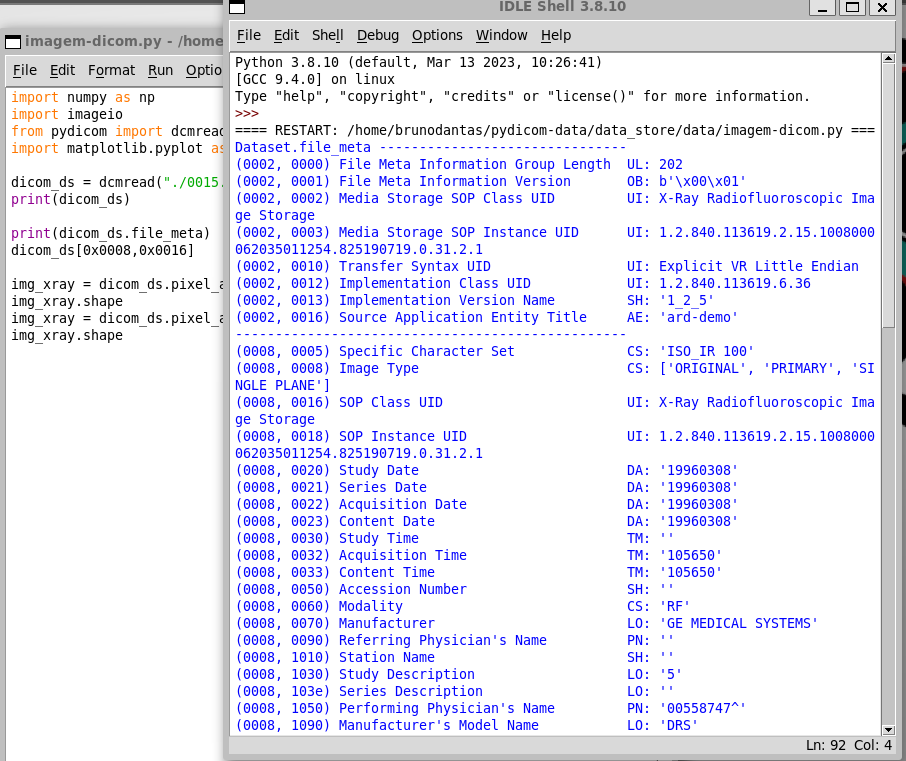 IDLE Shell 3.8.10
File Edit Shell Debug Options Window Help
Python 3.8.10 (default, Mar 13 2023, 10:26:41)
[GCC 9.4.0] on linux
Type "help", "copyright", "credits" or "license()" for more information.
>>>
==== RESTART: /home/brunodantas/pydicom-data/data_store/data/imagem-dicom.py ===
Dataset.file_meta -------------------------------
(0002, 0000) File Meta Information Group Length  UL: 202
(0002, 0001) File Meta Information Version       OB: b'\x00\x01'
(0002, 0002) Media Storage SOP Class UID         UI: X-Ray Radiofluoroscopic Ima
ge Storage
(0002, 0003) Media Storage SOP Instance UID      UI: 1.2.840.113619.2.15.1008000
062035011254.825190719.0.31.2.1
(0002, 0010) Transfer Syntax UID                 UI: Explicit VR Little Endian
(0002, 0012) Implementation Class UID            UI: 1.2.840.113619.6.36
(0002, 0013) Implementation Version Name         SH: '1_2_5'
(0002, 0016) Source Application Entity Title     AE: 'ard-demo'
-------------------------------------------------
(0008, 0005) Specific Character Set              CS: 'ISO_IR 100'
(0008, 0008) Image Type                          CS: ['ORIGINAL', 'PRIMARY', 'SI
NGLE PLANE']
(0008, 0016) SOP Class UID                       UI: X-Ray Radiofluoroscopic Ima
ge Storage
(0008, 0018) SOP Instance UID                    UI: 1.2.840.113619.2.15.1008000
062035011254.825190719.0.31.2.1
(0008, 0020) Study Date                          DA: '19960308'
(0008, 0021) Series Date                         DA: '19960308'
(0008, 0022) Acquisition Date                    DA: '19960308'
(0008, 0023) Content Date                        DA: '19960308'
(0008, 0030) Study Time                          TM: ''
(0008, 0032) Acquisition Time                    TM: '105650'
(0008, 0033) Content Time                        TM: '105650'
(0008, 0050) Accession Number                    SH: ''
(0008, 0060) Modality                            CS: 'RF'
(0008, 0070) Manufacturer                        LO: 'GE MEDICAL SYSTEMS'
(0008, 0090) Referring Physician's Name          PN: ''
(0008, 1010) Station Name                        SH: ''
(0008, 1030) Study Description                   LO: '5'
(0008, 103e) Series Description                  LO: ''
(0008, 1050) Performing Physician's Name         PN: '00558747^'
(0008, 1090) Manufacturer's Model Name           LO: 'DRS'
Ln: 92 Col: 4
imagem-dicom.py - /home
File Edit Format Run Optio
import numpy as np
import imageio
from pydicom import dcmread
import matplotlib.pyplot as
dicom_ds = dcmread("./0015.
print(dicom_ds)
print(dicom_ds.file_meta)
dicom_ds[0x0008,0x0016]
img_xray = dicom_ds.pixel_a
img_xray.shape
img_xray = dicom_ds.pixel_a
img_xray.shape